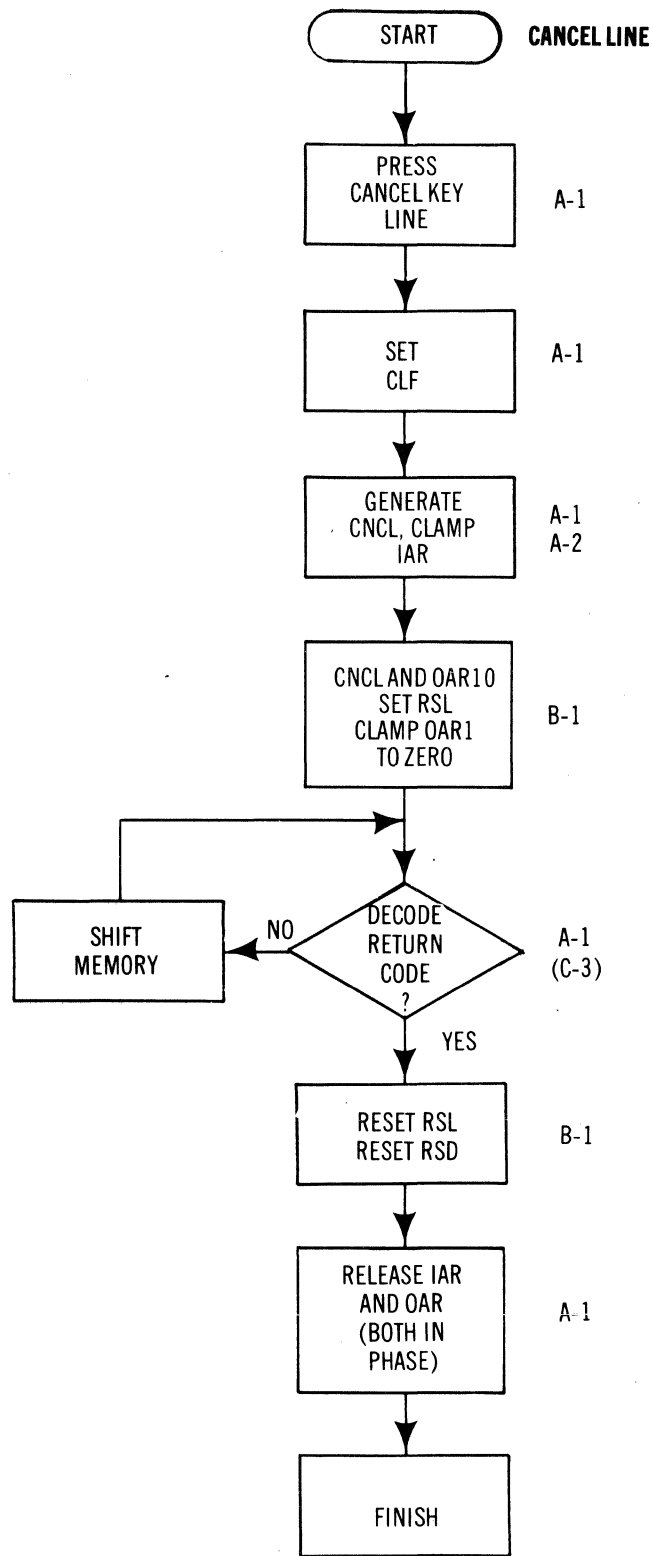 START
CANCEL LINE
PRESS
CANCEL KEY
LINE
A-1
SET
CLF
A-1
GENERATE
CNCL, CLAMP
IAR
A-1
A-2
CNCL AND OAR10
SET RSL
CLAMP OAR1
TO ZERO
B-1
DECODE
RETURN
CODE
?
A-1
(C-3)
NO
SHIFT
MEMORY
YES
RESET RSL
RESET RSD
B-1
RELEASE IAR
AND OAR
(BOTH IN
PHASE)
A-1
FINISH